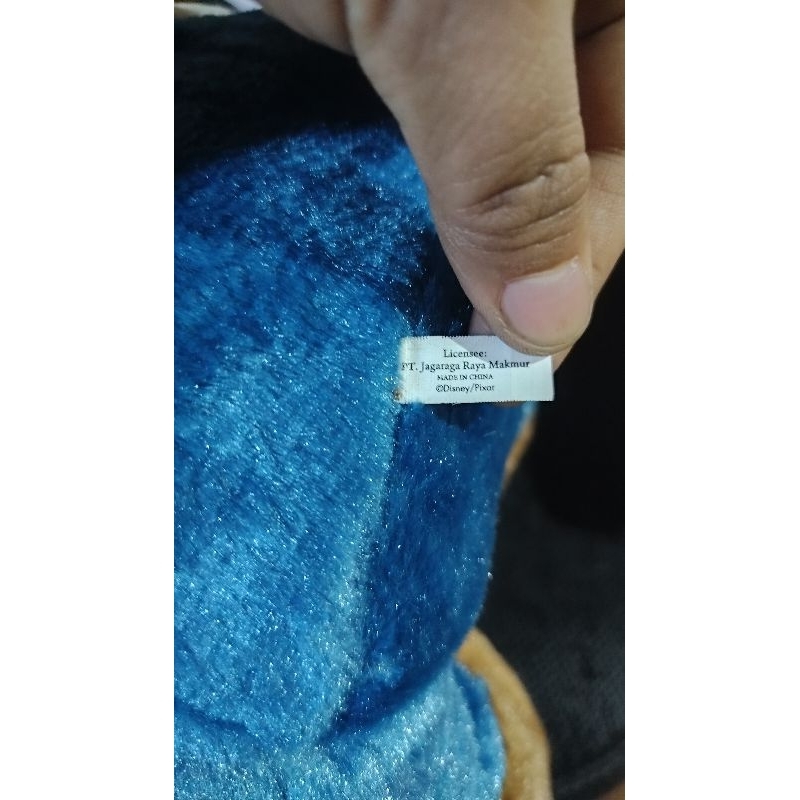 Licensee:
PT. Jagaraga Raya Makmur
MADE IN CHINA
©Disney/Pixar